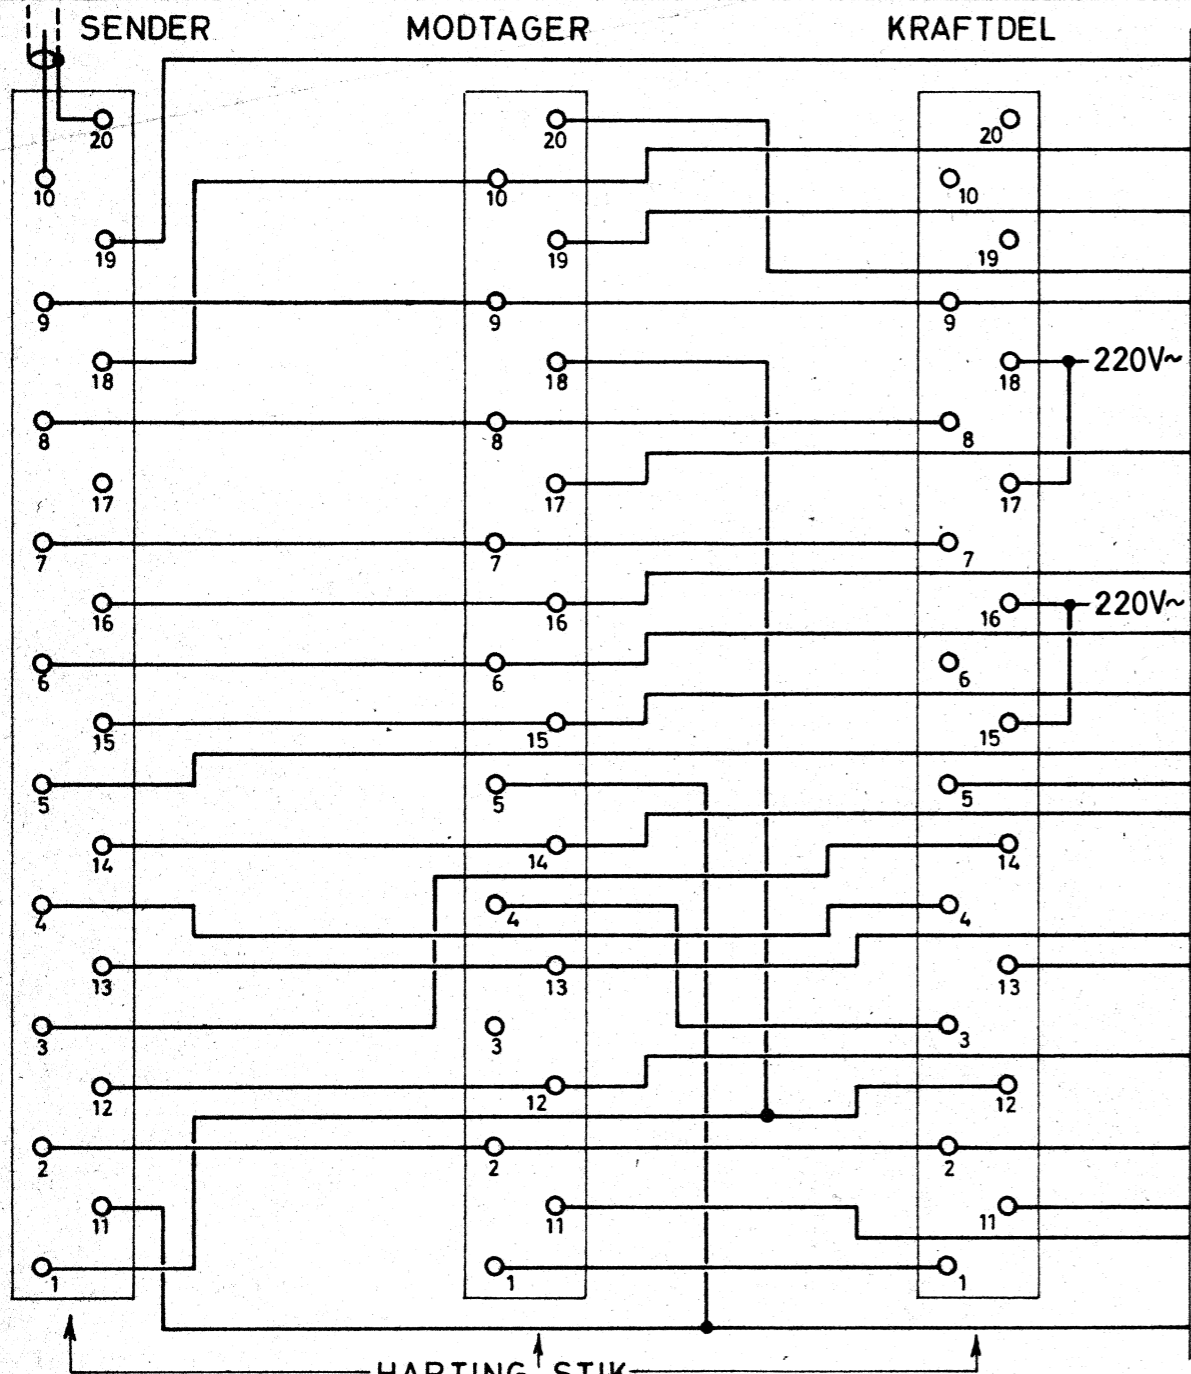 SENDER MODTAGER KRAFTDEL
20 20 20
10 10 10
19 19 19
9 9 9
18 18 18 220V~
8 8 8
17 17 17
7 7 7
16 16 16 220V~
6 6 6
15 15 15
5 5 5
14 14 14
4 4 4
13 13 13
3 3 3
12 12 12
2 2 2
11 11 11
1 1 1
HARTING STIK